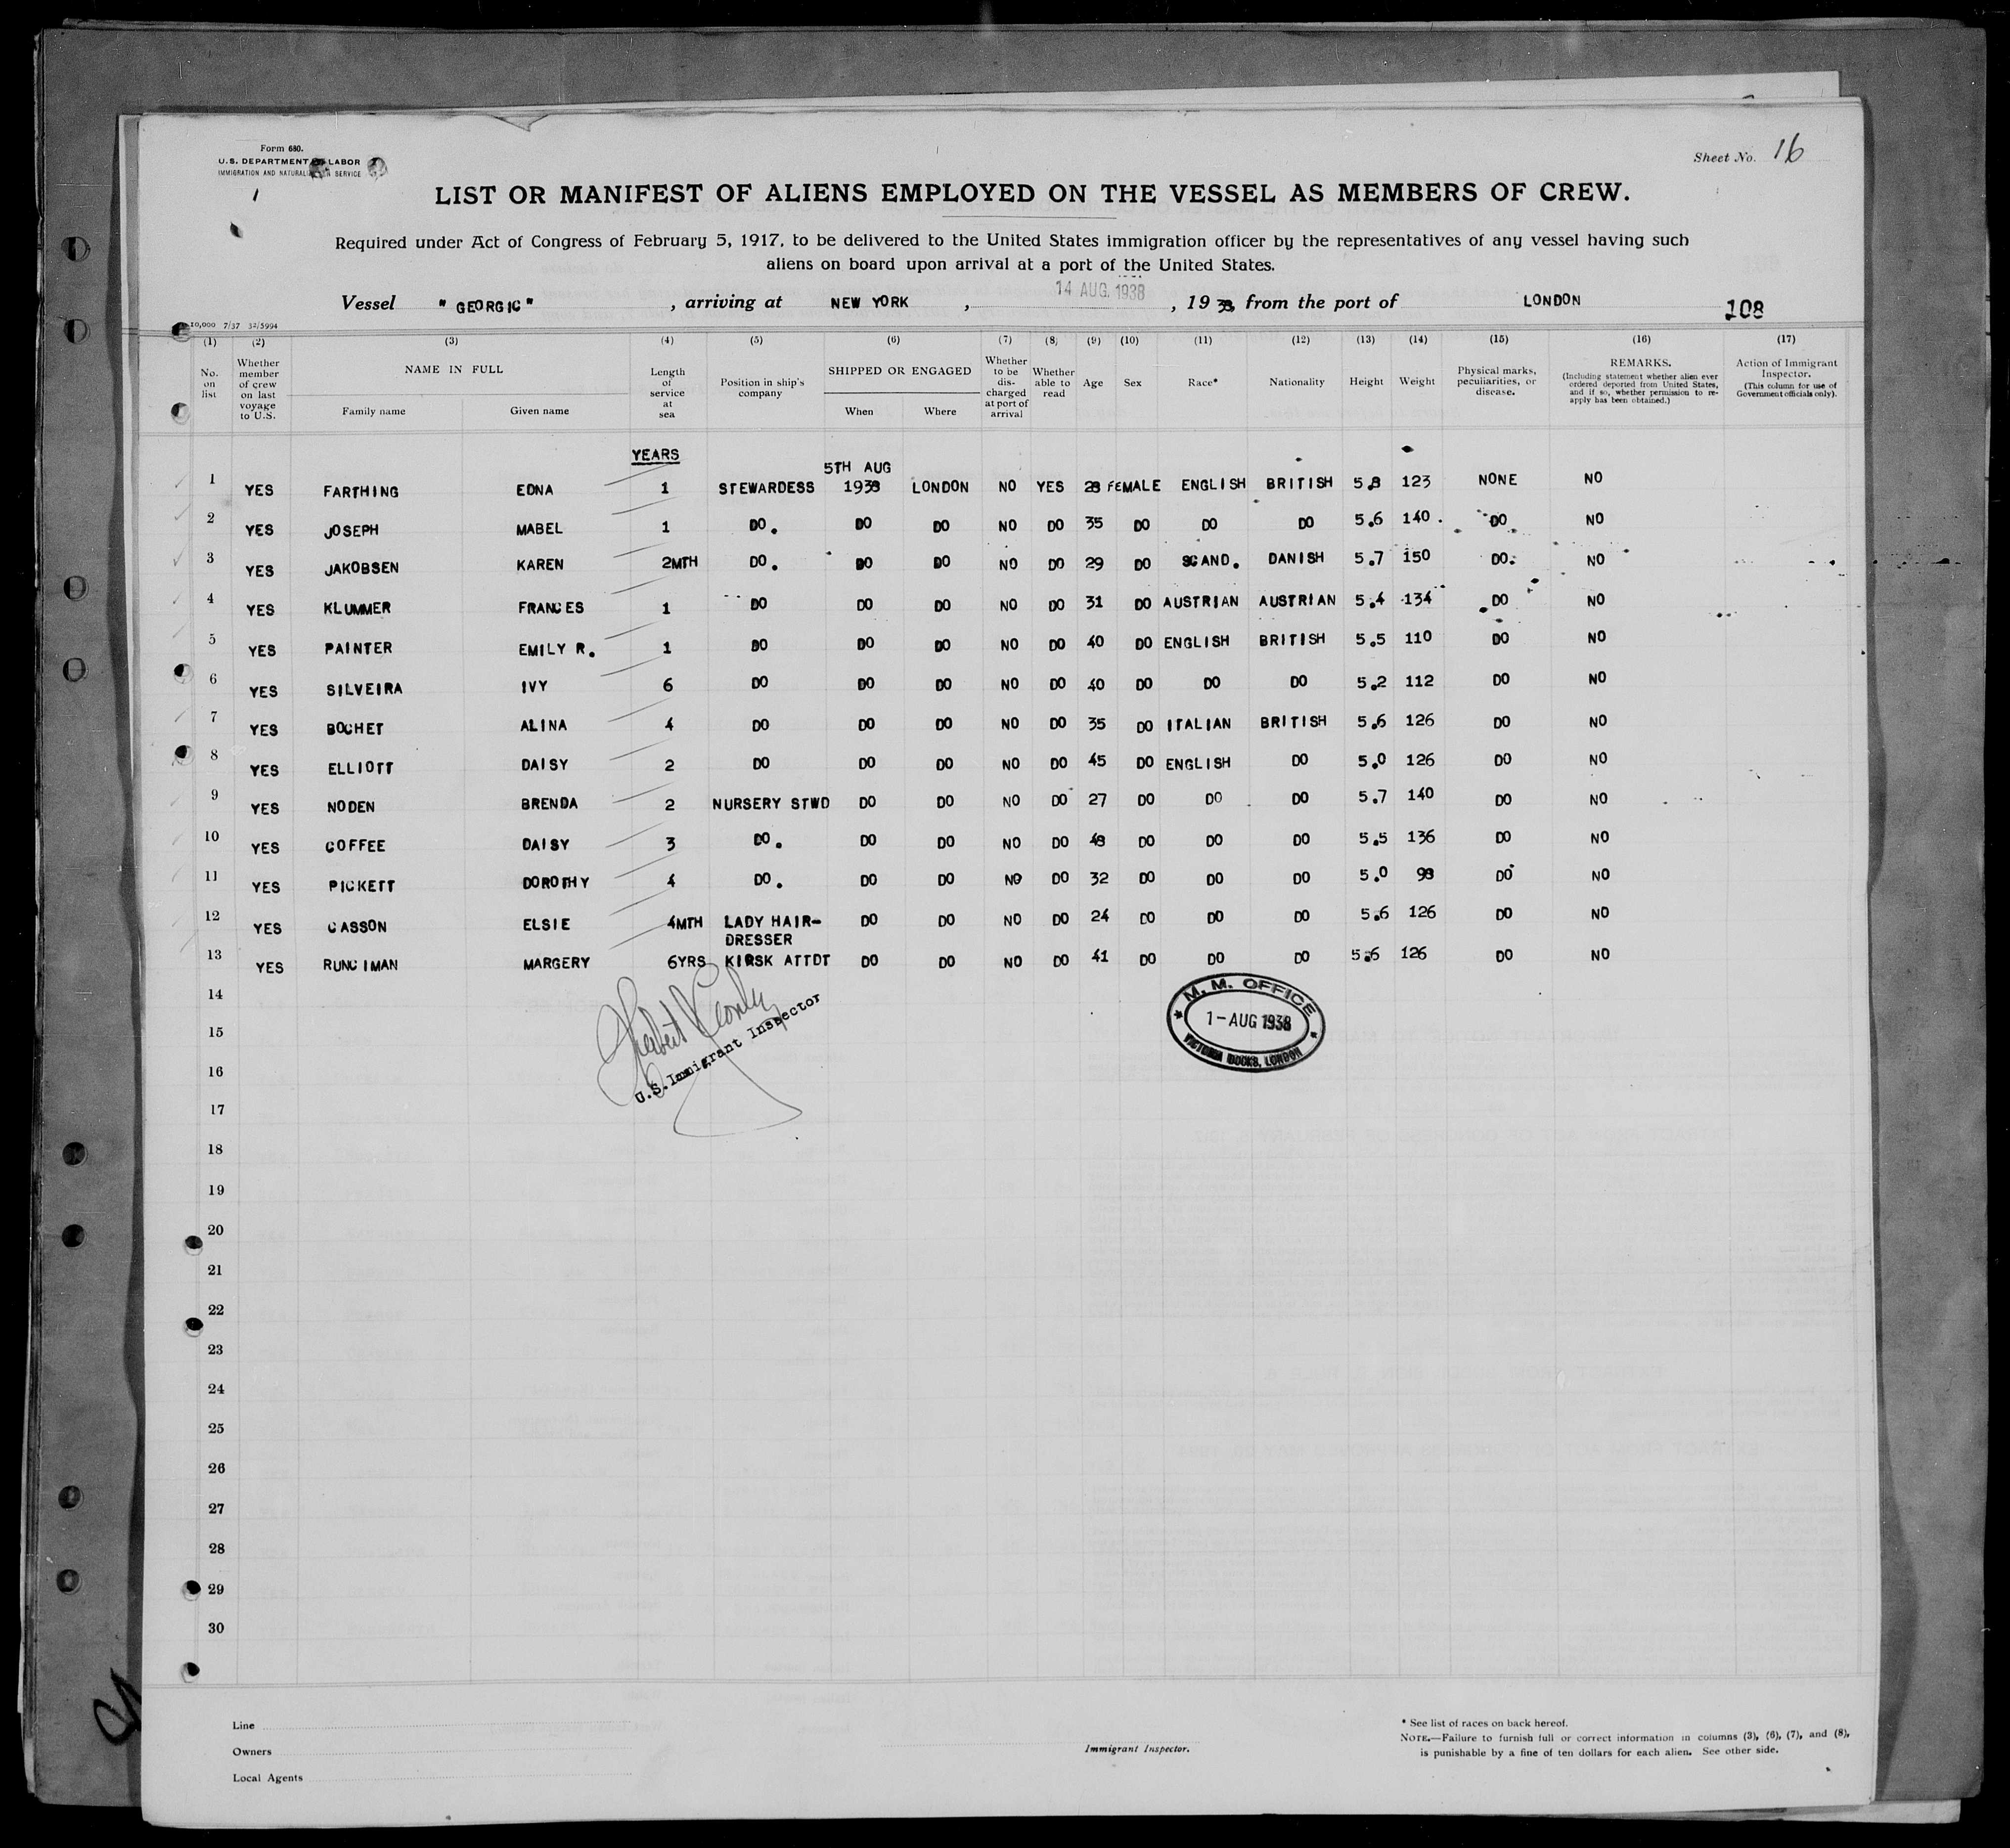 Form 680.
U.S. DEPARTMENT OF LABOR
IMMIGRATION AND NATURALIZATION SERVICE
Sheet No. 16
LIST OR MANIFEST OF ALIENS EMPLOYED ON THE VESSEL AS MEMBERS OF CREW.
Required under Act of Congress of February 5, 1917, to be delivered to the United States immigration officer by the representatives of any vessel having such
aliens on board upon arrival at a port of the United States.
14 AUG. 1938
Vessel "GEORGIC", arriving at NEW YORK, , 1938, from the port of LONDON 108
10,000 7/37 32/5994
(1) (2) (3) (4) (5) (6) (7) (8) (9) (10) (11) (12) (13) (14) (15) (16) (17)
No. on list
Whether member of crew on last voyage to U.S.
NAME IN FULL
Family name
Given name
Length of service at sea
Position in ship's company
SHIPPED OR ENGAGED
When
Where
Whether to be discharged at port of arrival
Whether able to read
Age
Sex
Race*
Nationality
Height
Weight
Physical marks, peculiarities, or disease.
REMARKS.
(Including statement whether alien ever ordered deported from United States, and if so, whether permission to re-apply has been obtained.)
Action of Immigrant Inspector.
(This column for use of Government officials only).
YEARS
5TH AUG
1 YES FARTHING EDNA 1 STEWARDESS 1938 LONDON NO YES 28 FEMALE ENGLISH BRITISH 5.8 123 NONE NO
2 YES JOSEPH MABEL 1 DO. DO DO NO DO 35 DO DO DO 5.6 140. DO NO
3 YES JAKOBSEN KAREN 2MTH DO. DO DO NO DO 29 DO SCAND. DANISH 5.7 150 DO. NO
4 YES KLUMMER FRANCES 1 DO DO DO NO DO 31 DO AUSTRIAN AUSTRIAN 5.4 134 DO NO
5 YES PAINTER EMILY R. 1 DO DO DO NO DO 40 DO ENGLISH BRITISH 5.5 110 DO NO
6 YES SILVEIRA IVY 6 DO DO DO NO DO 40 DO DO DO 5.2 112 DO NO
7 YES BOCHET ALINA 4 DO DO DO NO DO 35 DO ITALIAN BRITISH 5.6 126 DO NO
8 YES ELLIOTT DAISY 2 DO DO DO NO DO 45 DO ENGLISH DO 5.0 126 DO NO
9 YES NODEN BRENDA 2 NURSERY STWD DO DO NO DO 27 DO DO DO 5.7 140 DO NO
10 YES COFFEE DAISY 3 DO. DO DO NO DO 48 DO DO DO 5.5 136 DO NO
11 YES PICKETT DOROTHY 4 DO. DO DO NO DO 32 DO DO DO 5.0 98 DO NO
12 YES CASSON ELSIE 4MTH LADY HAIR- DO DO NO DO 24 DO DO DO 5.6 126 DO NO
DRESSER
13 YES RUNCIMAN MARGERY 6YRS KIRSK ATTDT DO DO NO DO 41 DO DO DO 5.6 126 DO NO
14
15
16
U.S. Immigrant Inspector
M. M. OFFICE
1-AUG 1938
VICTORIA DOCKS, LONDON
17
18
19
20
21
22
23
24
25
26
27
28
29
30
Line
Owners
Local Agents
Immigrant Inspector.
* See list of races on back hereof.
NOTE.—Failure to furnish full or correct information in columns (3), (6), (7), and (8),
is punishable by a fine of ten dollars for each alien. See other side.